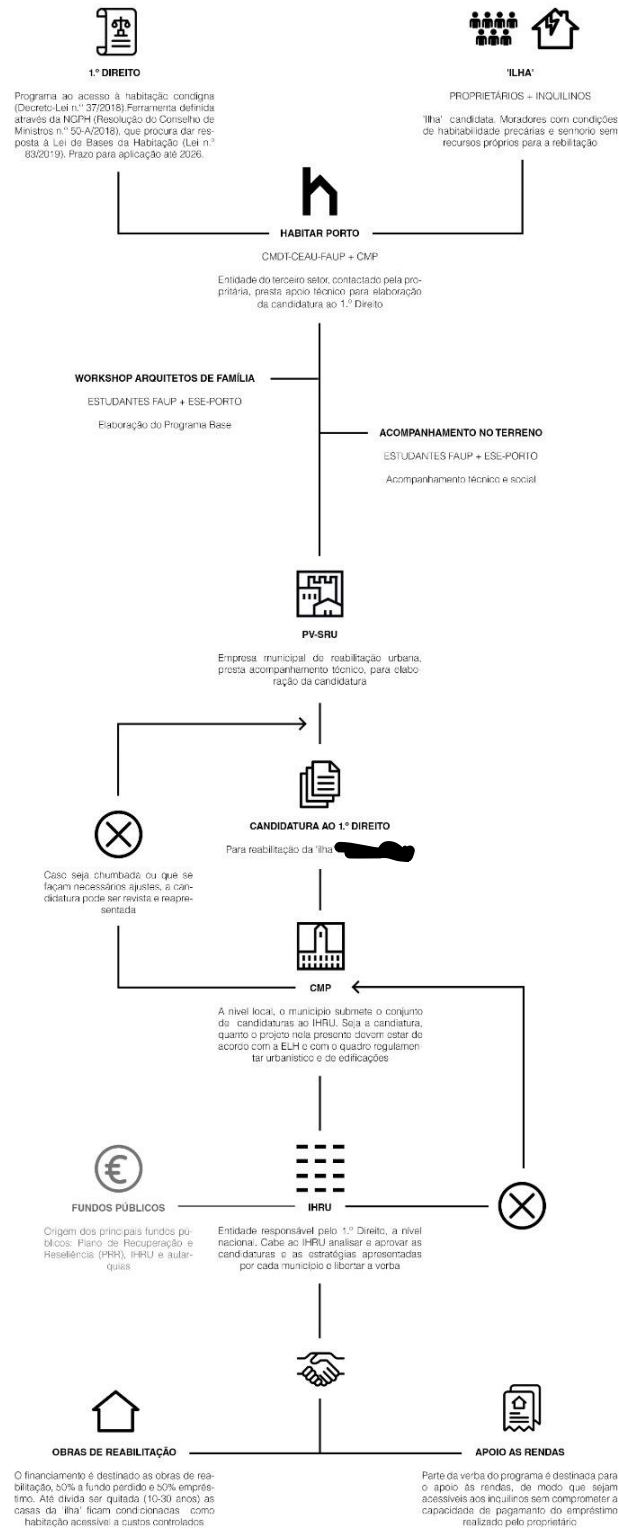 1.º DIREITO
Programa ao acesso à habitação condigna
(Decreto-Lei n.º 37/2018).Ferramenta definida
através da NGPH (Resolução do Conselho de
Ministros n.º 50-A/2018), que procura dar res-
posta à Lei de Bases da Habitação (Lei n.º
83/2019). Prazo para aplicação até 2026.
'ILHA'
PROPRIETÁRIOS + INQUILINOS
'Ilha' candidata. Moradores com condições
de habitabilidade precárias e senhorio sem
recursos próprios para a rebilitação
HABITAR PORTO
CMDT-CEAU-FAUP + CMP
Entidade do terceiro setor, contactado pela pro-
pritária, presta apoio técnico para elaboração
da candidatura ao 1.º Direito
WORKSHOP ARQUITETOS DE FAMÍLIA
ESTUDANTES FAUP + ESE-PORTO
Elaboração do Programa Base
ACOMPANHAMENTO NO TERRENO
ESTUDANTES FAUP + ESE-PORTO
Acompanhamento técnico e social
PV-SRU
Empresa municipal de reabilitação urbana,
presta acompanhamento técnico, para elabo-
ração da candidatura
CANDIDATURA AO 1.º DIREITO
Para reabilitação da 'ilha
Caso seja chumbada ou que se
façam necessários ajustes, a can-
didatura pode ser revista e reapre-
sentada
CMP
A nível local, o município submete o conjunto
de candidaturas ao IHRU. Seja a candiatura,
quanto o projeto nela presente devem estar de
acordo com a ELH e com o quadro regulamen-
tar urbanístico e de edificações
€
FUNDOS PÚBLICOS
Origem dos principais fundos pú-
blicos: Plano de Recuperação e
Reseliência (PRR), IHRU e autar-
quias
IHRU
Entidade responsável pelo 1.º Direito, a nível
nacional. Cabe ao IHRU analisar e aprovar as
candidaturas e as estratégias apresentadas
por cada município e libertar a verba
OBRAS DE REABILITAÇÃO
O financiamento é destinado as obras de rea-
bilitação, 50% a fundo perdido e 50% emprés-
timo. Até dívida ser quitada (10-30 anos) as
casas da 'ilha' ficam condicionadas como
habitação acessível a custos controlados
APOIO AS RENDAS
Parte da verba do programa é destinada para
o apoio às rendas, de modo que sejam
acessíveis aos inquilinos sem comprometer a
capacidade de pagamanto do empréstimo
realizado pelo proprietário